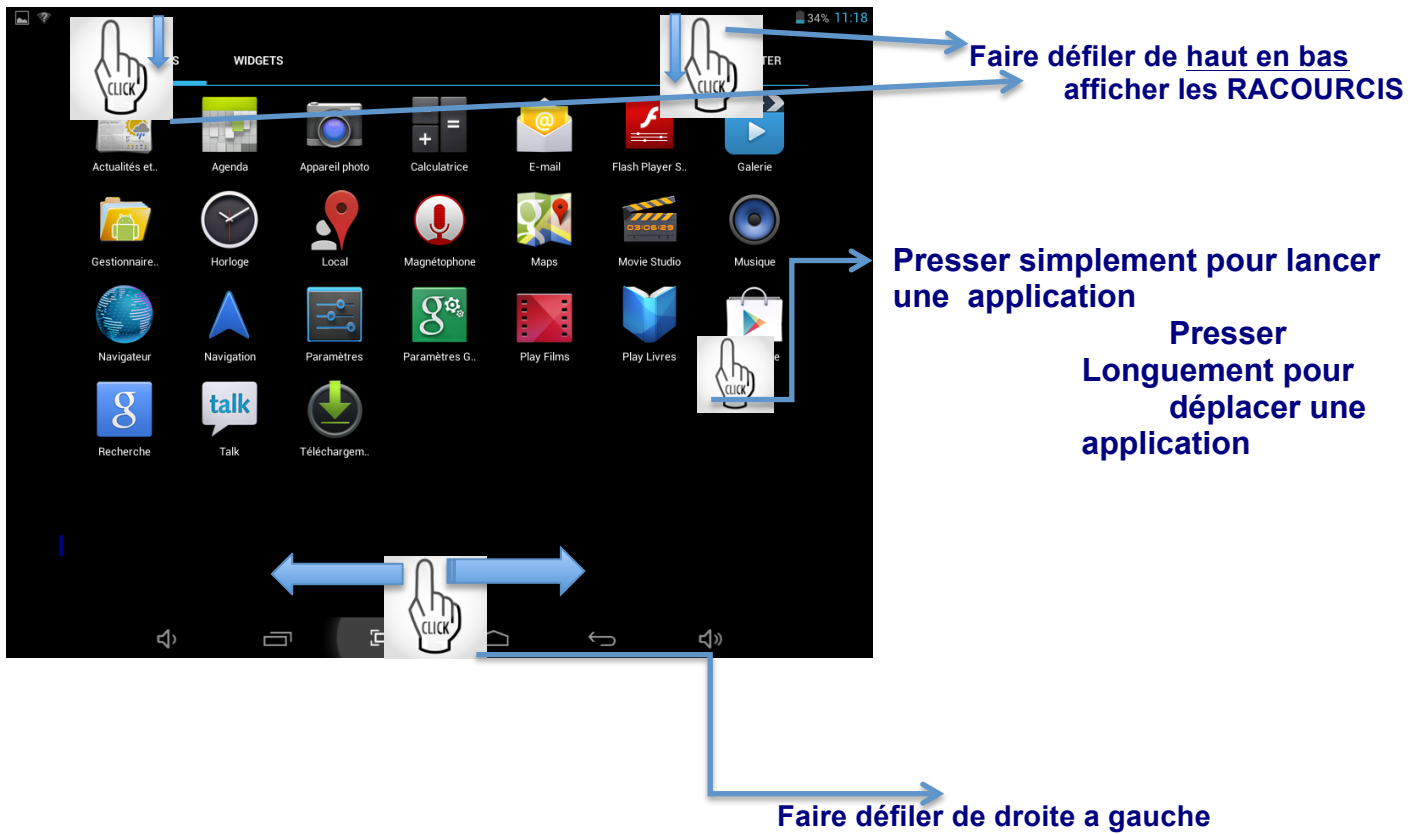 34% 11:18
CLICK
S
WIDGETS
CLICK
TER
Faire défiler de haut en bas
afficher les RACOURCIS
Actualités et..
Agenda
Appareil photo
Calculatrice
E-mail
Flash Player S..
Galerie
03:06:29
Gestionnaire..
Horloge
Local
Magnétophone
Maps
Movie Studio
Musique
Presser simplement pour lancer
une application
Presser
Longuement pour
déplacer une
application
Navigateur
Navigation
Paramètres
Paramètres G..
Play Films
Play Livres
e
CLICK
g
talk
Recherche
Talk
Téléchargem..
CLICK
Faire défiler de droite a gauche